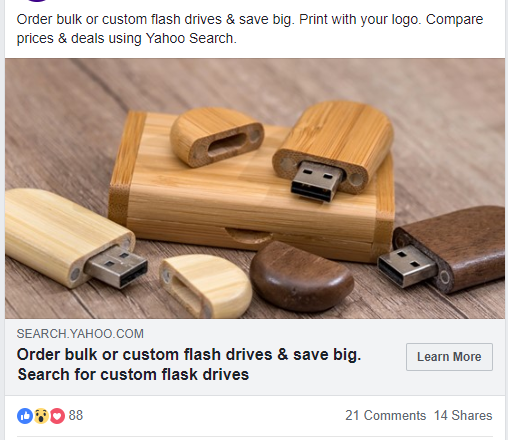 Order bulk or custom flash drives & save big. Print with your logo. Compare
prices & deals using Yahoo Search.
SEARCH.YAHOO.COM
Order bulk or custom flash drives & save big.
Search for custom flask drives
Learn More
88
21 Comments 14 Shares